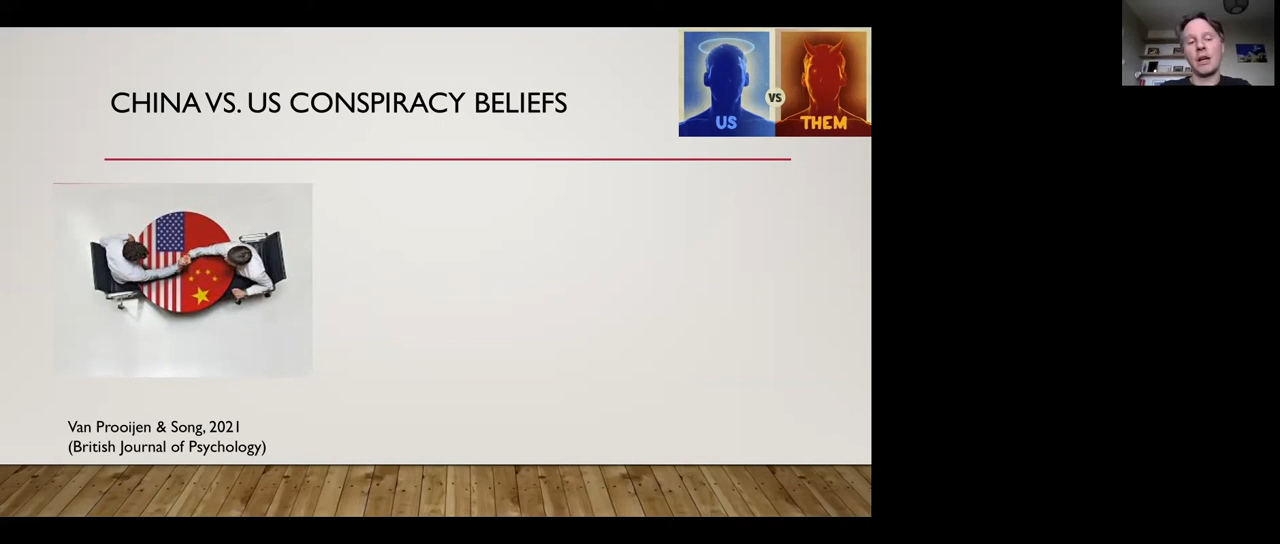 CHINA VS. US CONSPIRACY BELIEFS
US
VS
THEM
Van Prooijen & Song, 2021
(British Journal of Psychology)